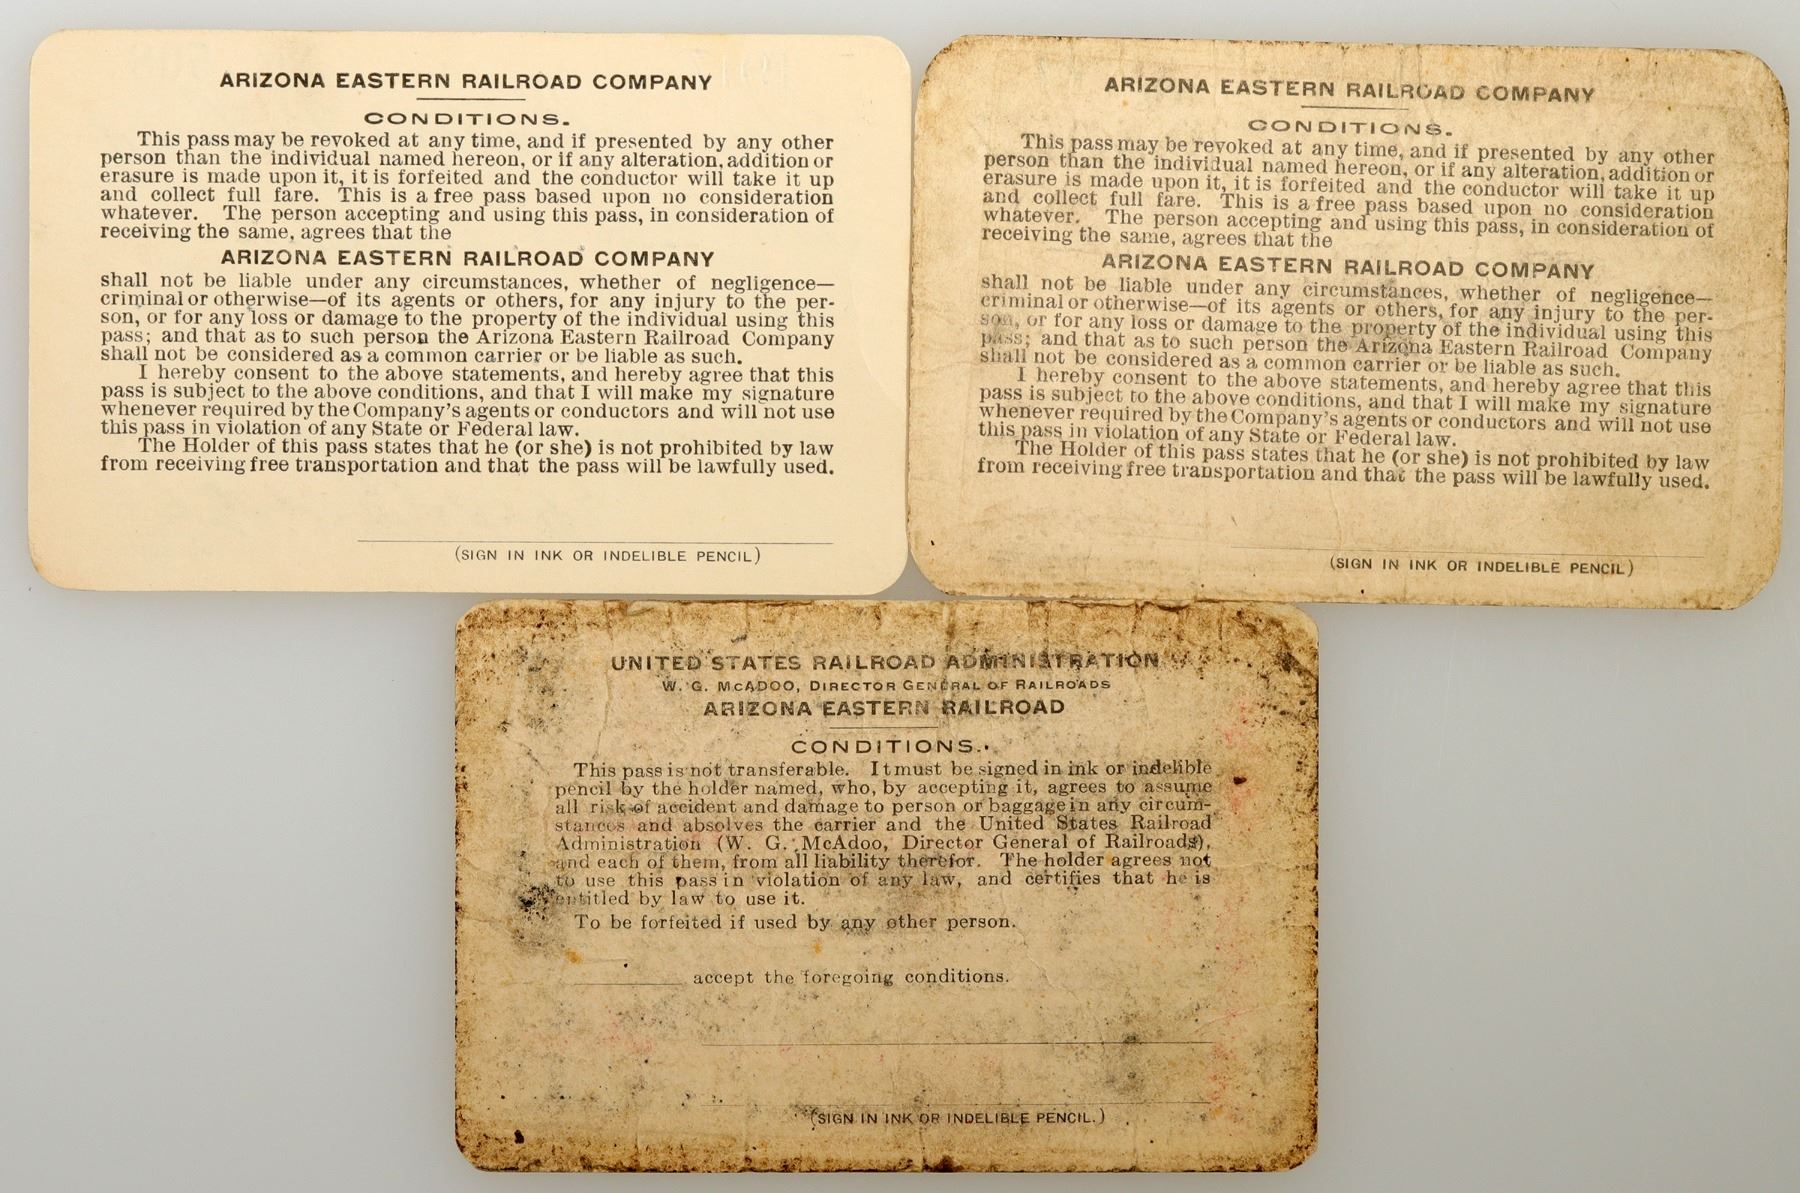 ARIZONA EASTERN RAILROAD COMPANY
CONDITIONS.
This pass may be revoked at any time, and if presented by any other
person than the individual named hereon, or if any alteration, addition or
erasure is made upon it, it is forfeited and the conductor will take it up
and collect full fare. This is a free pass based upon no consideration
whatever. The person accepting and using this pass, in consideration of
receiving the same, agrees that the
ARIZONA EASTERN RAILROAD COMPANY
shall not be liable under any circumstances, whether of negligence—
criminal or otherwise—of its agents or others, for any injury to the per-
son, or for any loss or damage to the property of the individual using this
pass; and that as to such person the Arizona Eastern Railroad Company
shall not be considered as a common carrier or be liable as such.
I hereby consent to the above statements, and hereby agree that this
pass is subject to the above conditions, and that I will make my signature
whenever required by the Company's agents or conductors and will not use
this pass in violation of any State or Federal law.
The Holder of this pass states that he (or she) is not prohibited by law
from receiving free transportation and that the pass will be lawfully used.
(SIGN IN INK OR INDELIBLE PENCIL)
ARIZONA EASTERN RAILROAD COMPANY
CONDITIONS.
This pass may be revoked at any time, and if presented by any other
person than the individual named hereon, or if any alteration, addition or
erasure is made upon it, it is forfeited and the conductor will take it up
and collect full fare. This is a free pass based upon no consideration
whatever. The person accepting and using this pass, in consideration of
receiving the same, agrees that the
ARIZONA EASTERN RAILROAD COMPANY
shall not be liable under any circumstances, whether of negligence—
criminal or otherwise—of its agents or others, for any injury to the per-
son, or for any loss or damage to the property of the individual using this
pass; and that as to such person the Arizona Eastern Railroad Company
shall not be considered as a common carrier or be liable as such.
I hereby consent to the above statements, and hereby agree that this
pass is subject to the above conditions, and that I will make my signature
whenever required by the Company's agents or conductors and will not use
this pass in violation of any State or Federal law.
The Holder of this pass states that he (or she) is not prohibited by law
from receiving free transportation and that the pass will be lawfully used.
(SIGN IN INK OR INDELIBLE PENCIL)
UNITED STATES RAILROAD ADMINISTRATION
W. G. McADOO, DIRECTOR GENERAL OF RAILROADS
ARIZONA EASTERN RAILROAD
CONDITIONS.
This pass is not transferable. It must be signed in ink or indelible
pencil by the holder named, who, by accepting it, agrees to assume
all risk of accident and damage to person or baggage in any circum-
stances and absolves the carrier and the United States Railroad
Administration (W. G. McAdoo, Director General of Railroads),
and each of them, from all liability therefor. The holder agrees not
to use this pass in violation of any law, and certifies that he is
entitled by law to use it.
To be forfeited if used by any other person.
accept the foregoing conditions.
(SIGN IN INK OR INDELIBLE PENCIL.)